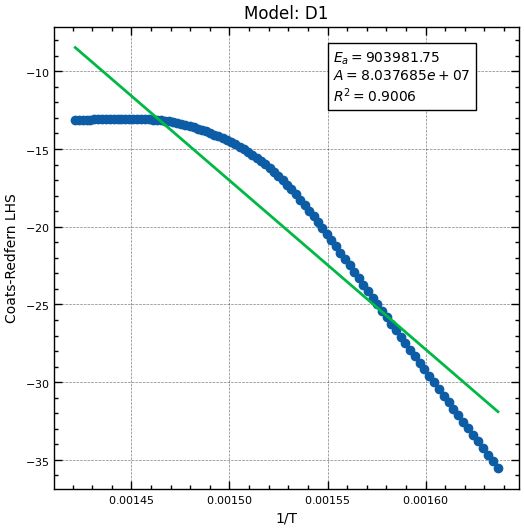 Model: D1
E_a = 903981.75
A = 8.037685e + 07
R² = 0.9006
−10
−15
−20
−25
−30
−35
Coats-Redfern LHS
0.00145 0.00150 0.00155 0.00160
1/T